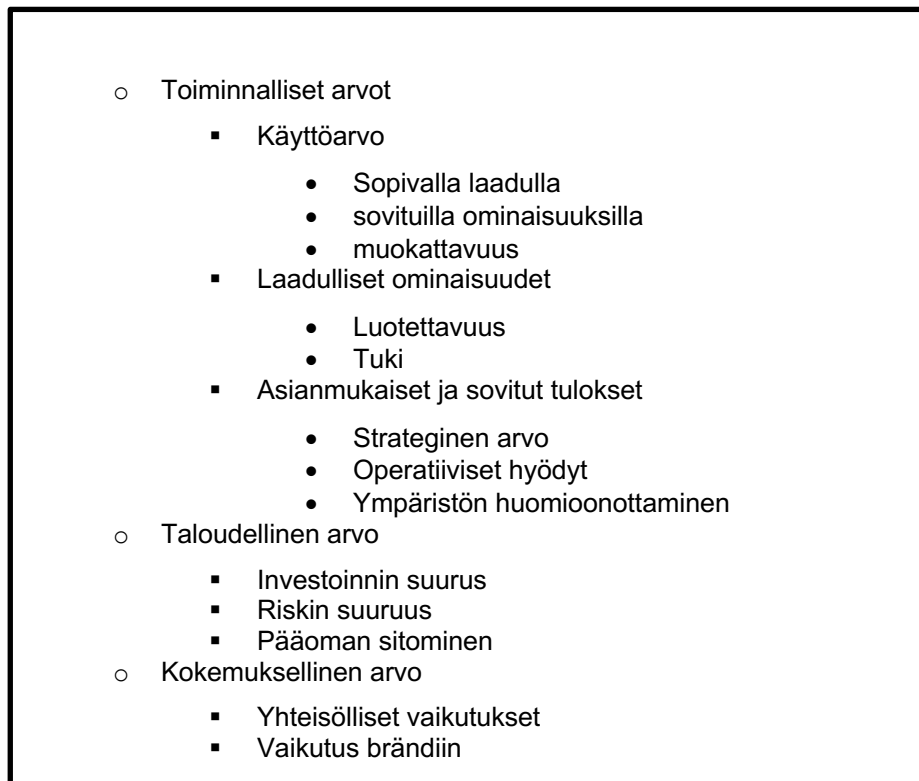 o Toiminnalliset arvot
▪ Käyttöarvo
• Sopivalla laadulla
• sovituilla ominaisuuksilla
• muokattavuus
▪ Laadulliset ominaisuudet
• Luotettavuus
• Tuki
▪ Asianmukaiset ja sovitut tulokset
• Strateginen arvo
• Operatiiviset hyödyt
• Ympäristön huomioonottaminen
o Taloudellinen arvo
▪ Investoinnin suurus
▪ Riskin suuruus
▪ Pääoman sitominen
o Kokemuksellinen arvo
▪ Yhteisölliset vaikutukset
▪ Vaikutus brändiin